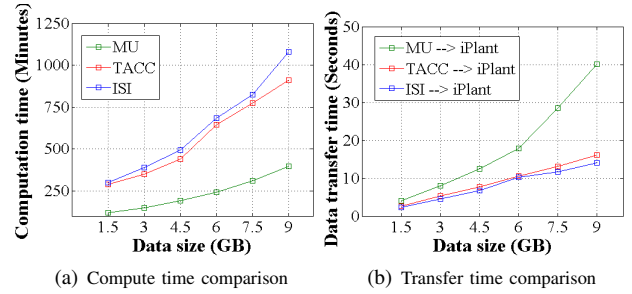 Computation time (Minutes)
1250
1000
750
500
250
MU
TACC
ISI
1.5 3 4.5 6 7.5 9
Data size (GB)
(a) Compute time comparison
Data transfer time (Seconds)
50
40
30
20
10
0
MU --> iPlant
TACC --> iPlant
ISI --> iPlant
1.5 3 4.5 6 7.5 9
Data size (GB)
(b) Transfer time comparison